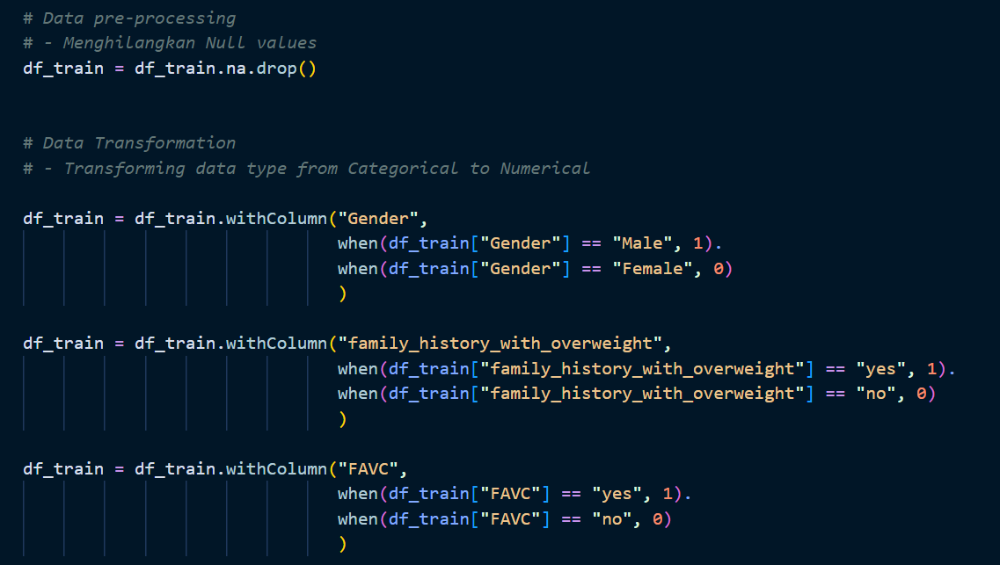 # Data pre-processing
# - Menghilangkan Null values
df_train = df_train.na.drop()
# Data Transformation
# - Transforming data type from Categorical to Numerical
df_train = df_train.withColumn("Gender",
when(df_train["Gender"] == "Male", 1).
when(df_train["Gender"] == "Female", 0)
)
df_train = df_train.withColumn("family_history_with_overweight",
when(df_train["family_history_with_overweight"] == "yes", 1).
when(df_train["family_history_with_overweight"] == "no", 0)
)
df_train = df_train.withColumn("FAVC",
when(df_train["FAVC"] == "yes", 1).
when(df_train["FAVC"] == "no", 0)
)